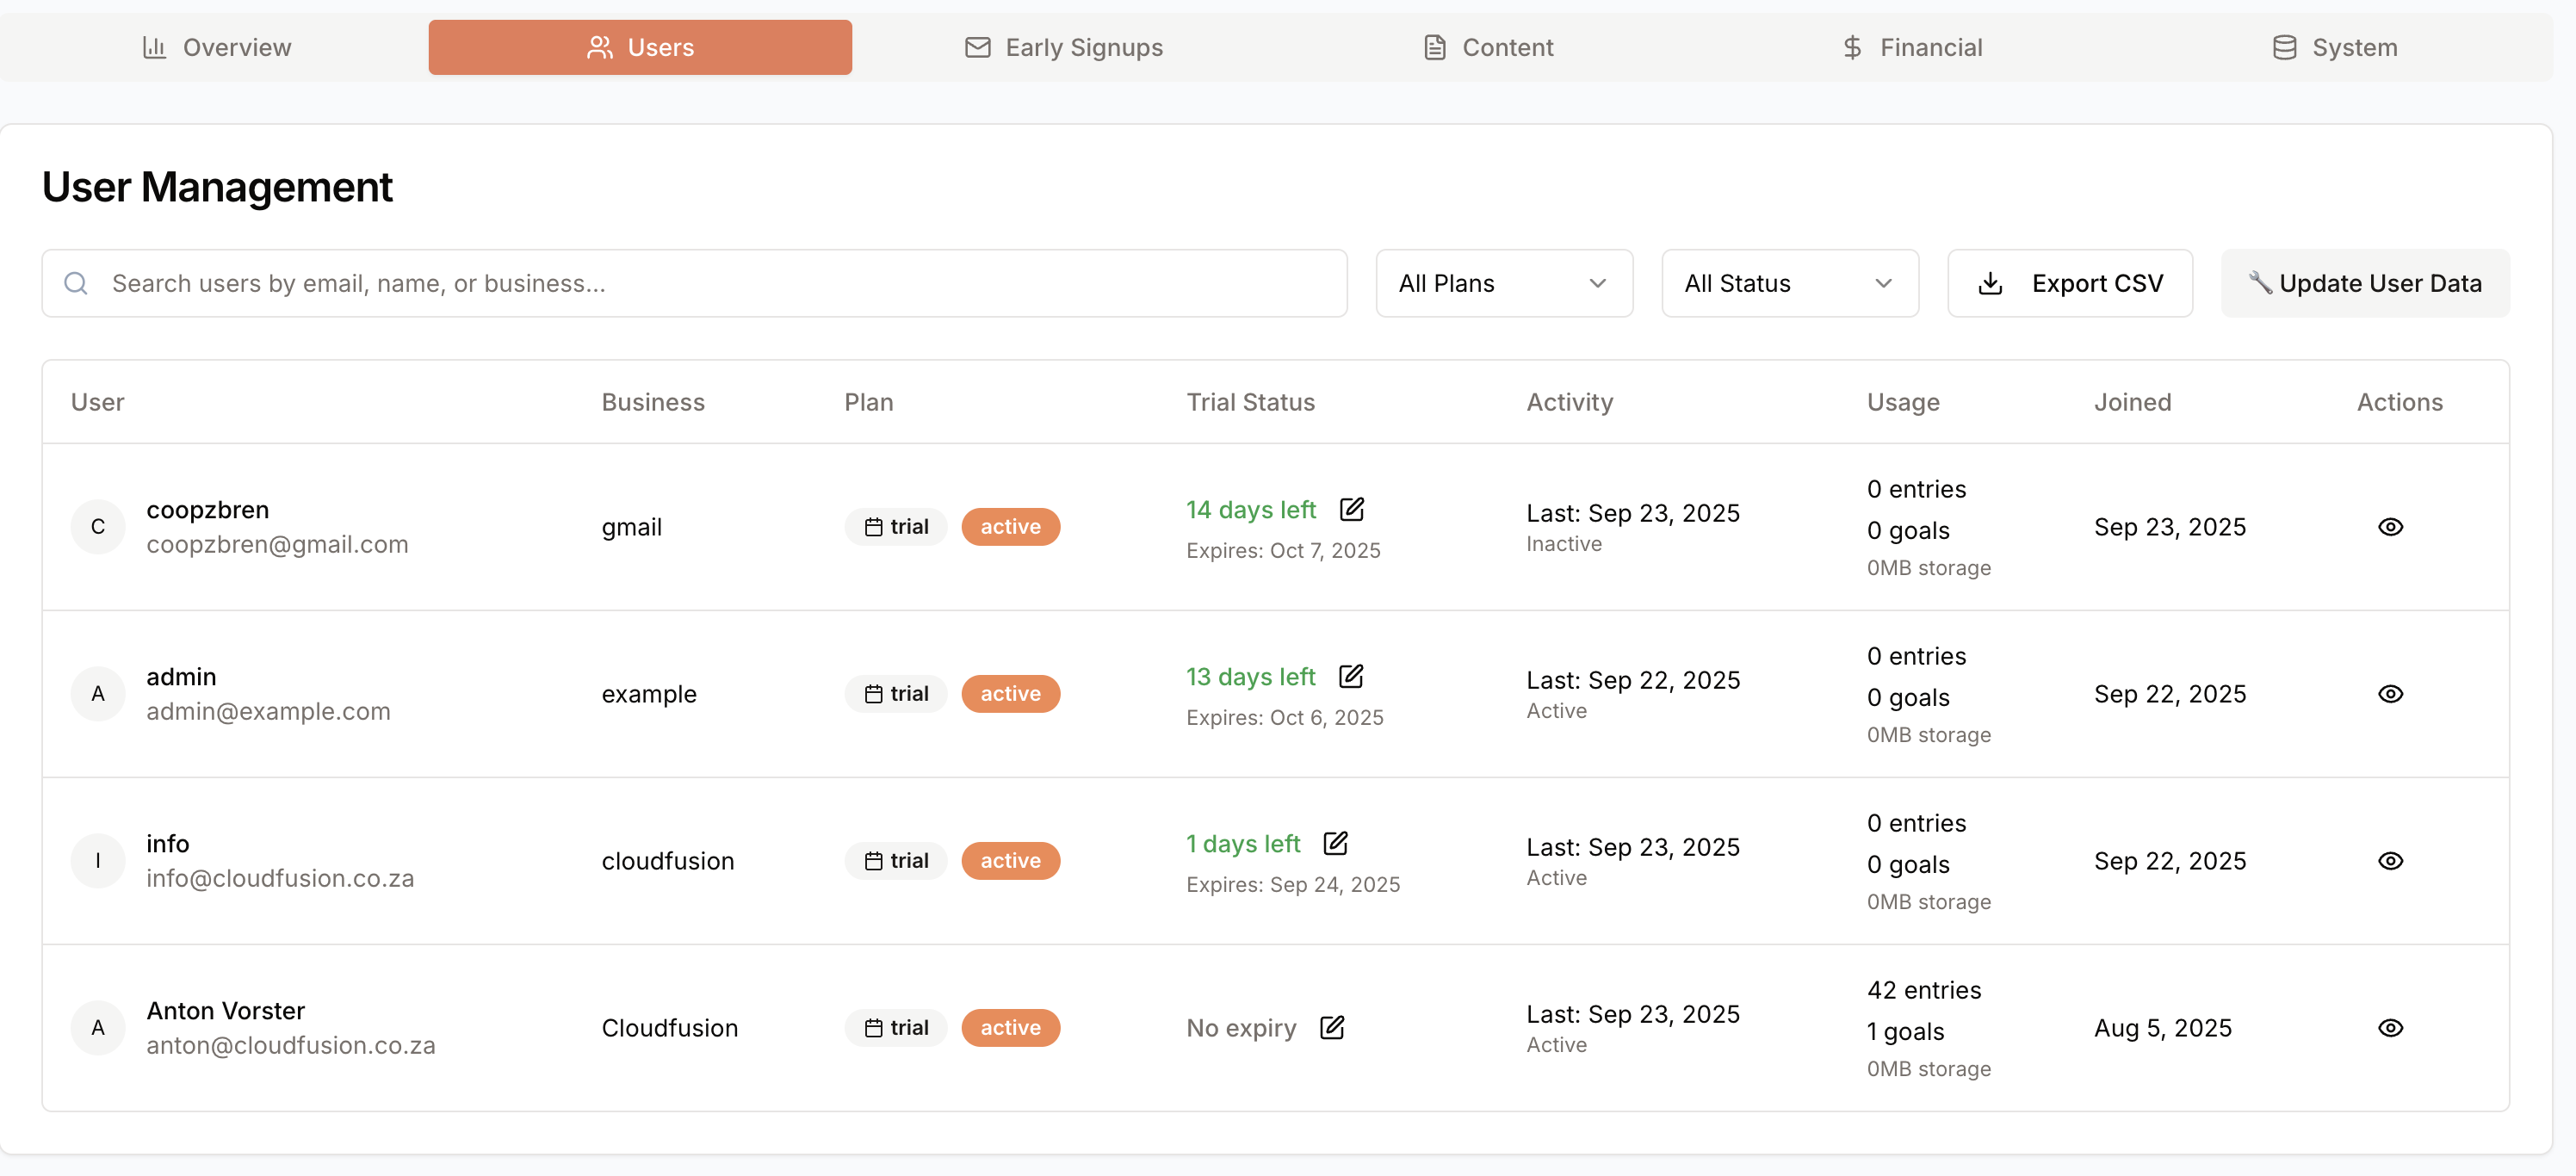 Overview Users Early Signups Content Financial System
User Management
Search users by email, name, or business... All Plans All Status Export CSV Update User Data
User Business Plan Trial Status Activity Usage Joined Actions
C
coopzbren
coopzbren@gmail.com
gmail
trial active
14 days left
Expires: Oct 7, 2025
Last: Sep 23, 2025
Inactive
0 entries
0 goals
0MB storage
Sep 23, 2025
A
admin
admin@example.com
example
trial active
13 days left
Expires: Oct 6, 2025
Last: Sep 22, 2025
Active
0 entries
0 goals
0MB storage
Sep 22, 2025
I
info
info@cloudfusion.co.za
cloudfusion
trial active
1 days left
Expires: Sep 24, 2025
Last: Sep 23, 2025
Active
0 entries
0 goals
0MB storage
Sep 22, 2025
A
Anton Vorster
anton@cloudfusion.co.za
Cloudfusion
trial active
No expiry
Last: Sep 23, 2025
Active
42 entries
1 goals
0MB storage
Aug 5, 2025